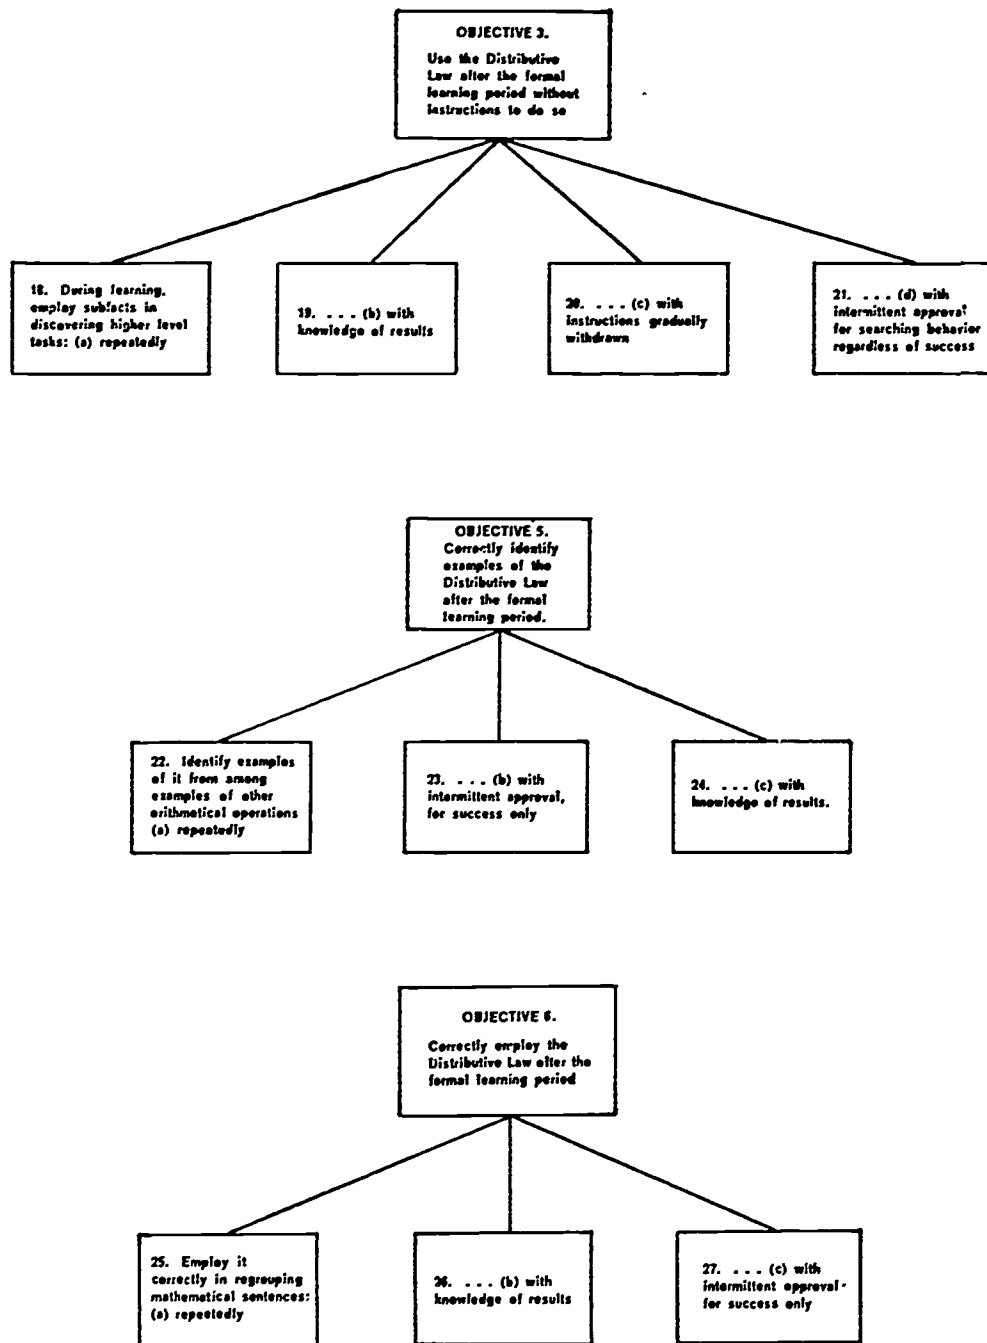 OBJECTIVE 3.
Use the Distributive
Law after the formal
learning period without
instructions to do so
18. During learning,
employ subfacts in
discovering higher level
tasks: (a) repeatedly
19. . . . (b) with
knowledge of results
20. . . . (c) with
instructions gradually
withdrawn
21. . . . (d) with
intermittent approval
for searching behavior
regardless of success
OBJECTIVE 5.
Correctly identify
examples of the
Distributive Law
after the formal
learning period.
22. Identify examples
of it from among
examples of other
arithmetical operations
(a) repeatedly
23. . . . (b) with
intermittent approval,
for success only
24. . . . (c) with
knowledge of results.
OBJECTIVE 6.
Correctly employ the
Distributive Law after the
formal learning period
25. Employ it
correctly in regrouping
mathematical sentences:
(a) repeatedly
26. . . . (b) with
knowledge of results
27. . . . (c) with
intermittent approval-
for success only